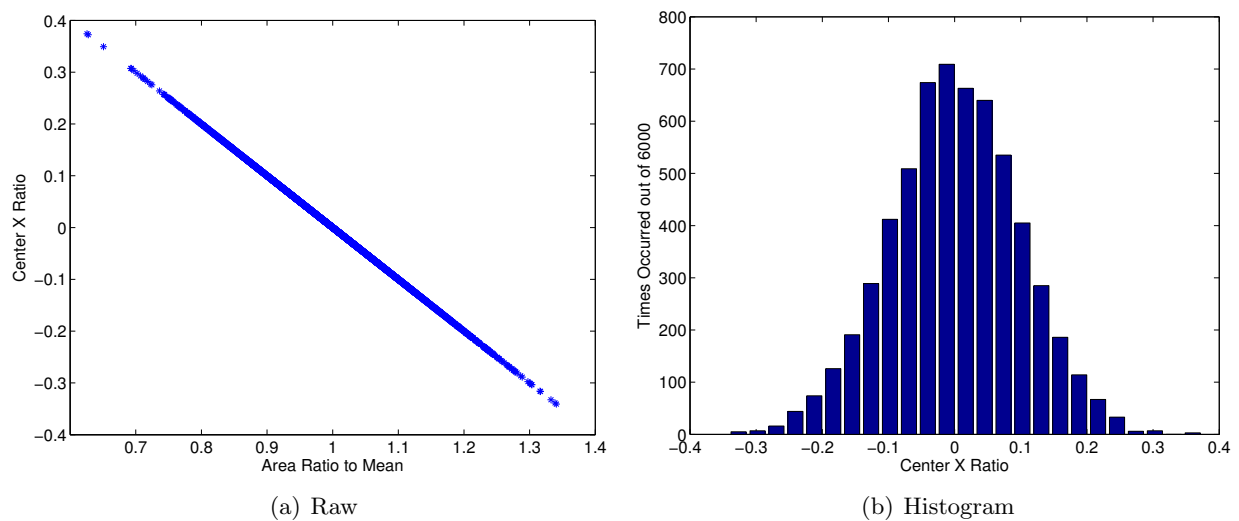 0.4
0.3
0.2
0.1
0
−0.1
−0.2
−0.3
−0.4
Center X Ratio
0.7 0.8 0.9 1 1.1 1.2 1.3 1.4
Area Ratio to Mean
(a) Raw
800
700
600
500
400
300
200
100
0
Times Occurred out of 6000
−0.4 −0.3 −0.2 −0.1 0 0.1 0.2 0.3 0.4
Center X Ratio
(b) Histogram